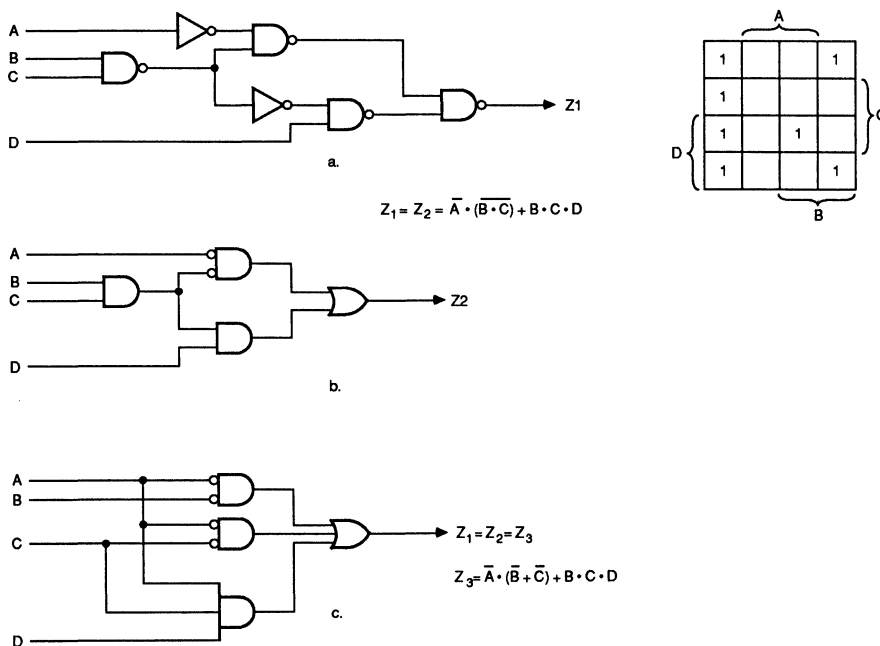 A
A
B
C
1
1
1
C
Z1
D
1
1
D
1
1
a.
B
Z₁ = Z₂ = A̅ • (B̅ ̅•̅ ̅C̅) + B • C • D
A
B
C
Z2
D
b.
A
B
C
Z₁ = Z₂ = Z₃
Z₃ = A̅ • (B̅ + C̅) + B • C • D
c.
D